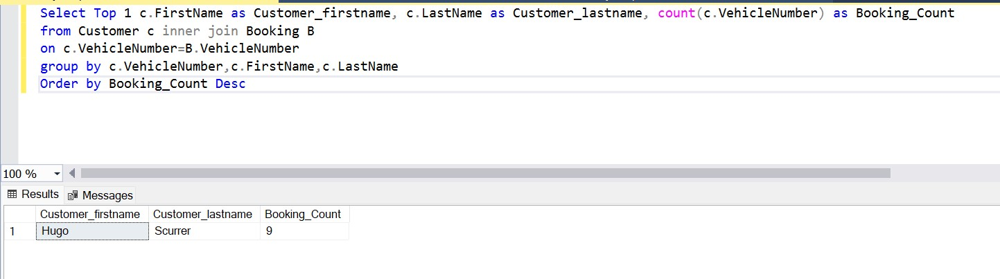 Select Top 1 c.FirstName as Customer_firstname, c.LastName as Customer_lastname, count(c.VehicleNumber) as Booking_Count
from Customer c inner join Booking B
on c.VehicleNumber=B.VehicleNumber
group by c.VehicleNumber,c.FirstName,c.LastName
Order by Booking_Count Desc
100 %
Results Messages
Customer_firstname Customer_lastname Booking_Count
1 Hugo Scurrer 9